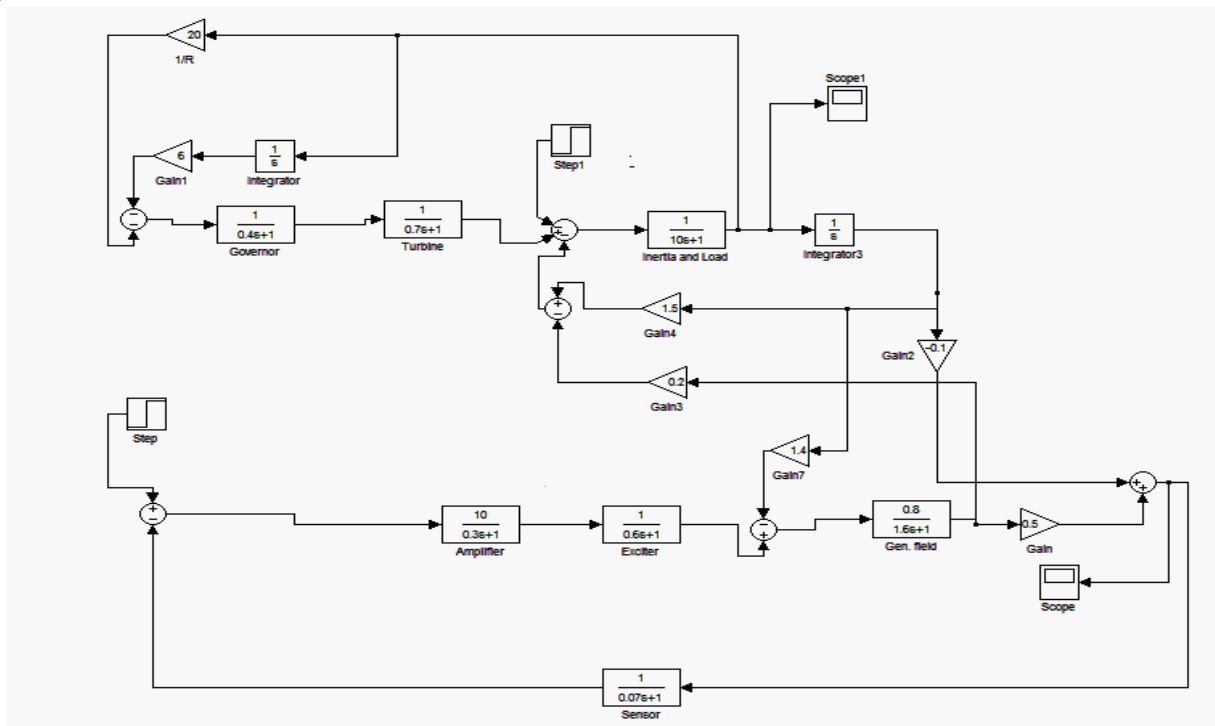 20
1/R
Scope1
Step1
6
Gain1
1
s
Integrator
1
0.4s+1
Governor
1
0.7s+1
Turbine
1
10s+1
Inertia and Load
1
s
Integrator3
1.5
Gain4
-0.1
Gain2
0.2
Gain3
Step
1.4
Gain7
10
0.3s+1
Amplifier
1
0.6s+1
Exciter
0.8
1.6s+1
Gen. field
0.5
Gain
Scope
1
0.07s+1
Sensor